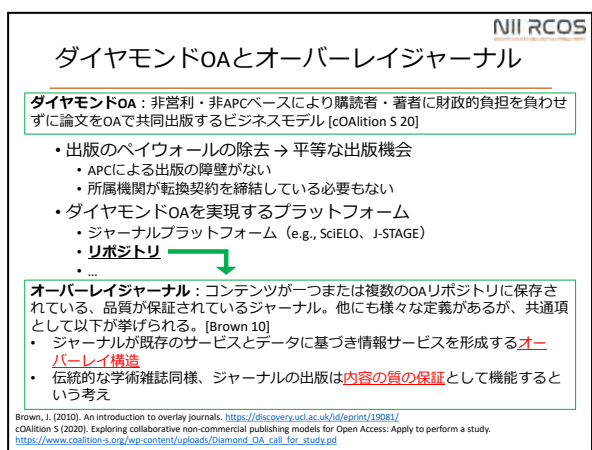 NII RCOS
ダイヤモンドOAとオーバーレイジャーナル
ダイヤモンドOA：非営利・非APCベースにより購読者・著者に財政的負担を負わせ
ずに論文をOAで共同出版するビジネスモデル [cOAlition S 20]
• 出版のペイウォールの除去 → 平等な出版機会
• APCによる出版の障壁がない
• 所属機関が転換契約を締結している必要もない
• ダイヤモンドOAを実現するプラットフォーム
• ジャーナルプラットフォーム（e.g., SciELO、J-STAGE）
• リポジトリ
• …
オーバーレイジャーナル：コンテンツが一つまたは複数のOAリポジトリに保存さ
れている、品質が保証されているジャーナル。他にも様々な定義があるが、共通項
として以下が挙げられる。[Brown 10]
• ジャーナルが既存のサービスとデータに基づき情報サービスを形成するオー
バーレイ構造
• 伝統的な学術雑誌同様、ジャーナルの出版は内容の質の保証として機能すると
いう考え
Brown, J. (2010). An introduction to overlay journals. https://discovery.ucl.ac.uk/id/eprint/19081/
cOAlition S (2020). Exploring collaborative non-commercial publishing models for Open Access: Apply to perform a study.
https://www.coalition-s.org/wp-content/uploads/Diamond_OA_call_for_study.pd